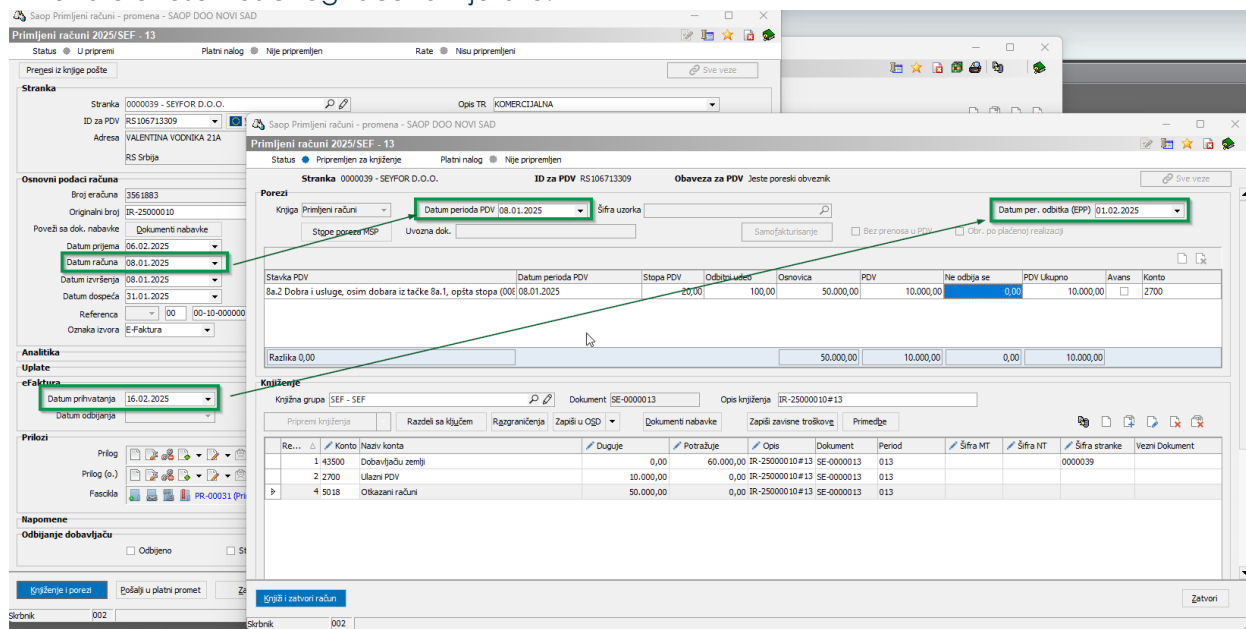 Saop Primljeni računi - promena - SAOP DOO NOVI SAD
Primljeni računi 2025/SEF - 13
Status U pripremi Platni nalog Nije pripremljen Rate Nisu pripremljeni
Prenesi iz knjige pošte Sve veze
Stranka
Stranka 0000039 - SEYFOR D.O.O. Opis TR KOMERCIJALNA
ID za PDV RS106713309
Adresa VALENTINA VODNIKA 21A
RS Srbija
Osnovni podaci računa
Broj eračuna 3561883
Originalni broj IR-25000010
Poveži sa dok. nabavke Dokumenti nabavke
Datum prijema 06.02.2025
Datum računa 08.01.2025
Datum izvršenja 08.01.2025
Datum dospeća 31.01.2025
Referenca 00 00-10-000000
Oznaka izvora E-Faktura
Analitika
Uplate
eFaktura
Datum prihvatanja 16.02.2025
Datum odbijanja
Prilozi
Prilog
Prilog (o.)
Fascikla PR-00031 (Pri
Napomene
Odbijanje dobavljaču
Odbijeno St
Knjiženje i porezi Pošalji u platni promet Za
Skrbnik 002
Saop Primljeni računi - promena - SAOP DOO NOVI SAD
Primljeni računi 2025/SEF - 13
Status Pripremljen za knjiženje Platni nalog Nije pripremljen
Stranka 0000039 - SEYFOR D.O.O. ID za PDV RS106713309 Obaveza za PDV Jeste poreski obveznik Sve veze
Porezi
Knjiga Primljeni računi Datum perioda PDV 08.01.2025 Šifra uzorka Datum per. odbitka (EPP) 01.02.2025
Stope poreza MSP Uvozna dok. Samofakturisanje Bez prenosa u PDV Obr. po plaćenoj realizaciji
Stavka PDV Datum perioda PDV Stopa PDV Odbitni udeo Osnovica PDV Ne odbija se PDV Ukupno Avans Konto
8a.2 Dobra i usluge, osim dobara iz tačke 8a.1, opšta stopa (008 08.01.2025 20,00 100,00 50.000,00 10.000,00 0,00 10.000,00 2700
Razlika 0,00 50.000,00 10.000,00 0,00 10.000,00
Knjiženje
Knjižna grupa SEF - SEF Dokument SE-0000013 Opis knjiženja IR-25000010#13
Pripremi knjiženja Razdeli sa ključem Razgraničenja Zapiši u OSD Dokumenti nabavke Zapiši zavisne troškove Primedbe
Re... Konto Naziv konta Duguje Potražuje Opis Dokument Period Šifra MT Šifra NT Šifra stranke Vezni Dokument
1 43500 Dobavljaču zemlji 0,00 60.000,00 IR-25000010#13 SE-0000013 013 0000039
2 2700 Ulazni PDV 10.000,00 0,00 IR-25000010#13 SE-0000013 013
4 5018 Otkazani računi 50.000,00 0,00 IR-25000010#13 SE-0000013 013
Knjiži i zatvori račun Zatvori
Skrbnik 002